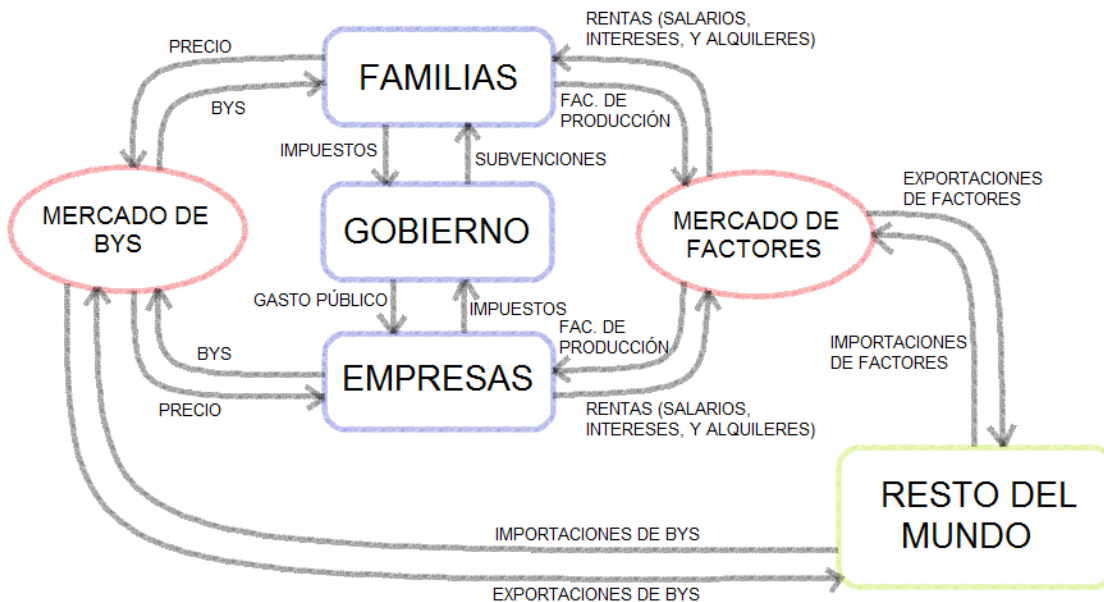 RENTAS (SALARIOS,
INTERESES, Y ALQUILERES)
PRECIO
FAMILIAS
BYS
FAC. DE
PRODUCCIÓN
IMPUESTOS
SUBVENCIONES
EXPORTACIONES
DE FACTORES
MERCADO DE
BYS
GOBIERNO
MERCADO DE
FACTORES
GASTO PÚBLICO
IMPUESTOS
FAC. DE
PRODUCCIÓN
IMPORTACIONES
DE FACTORES
BYS
EMPRESAS
PRECIO
RENTAS (SALARIOS,
INTERESES, Y ALQUILERES)
RESTO DEL
MUNDO
IMPORTACIONES DE BYS
EXPORTACIONES DE BYS